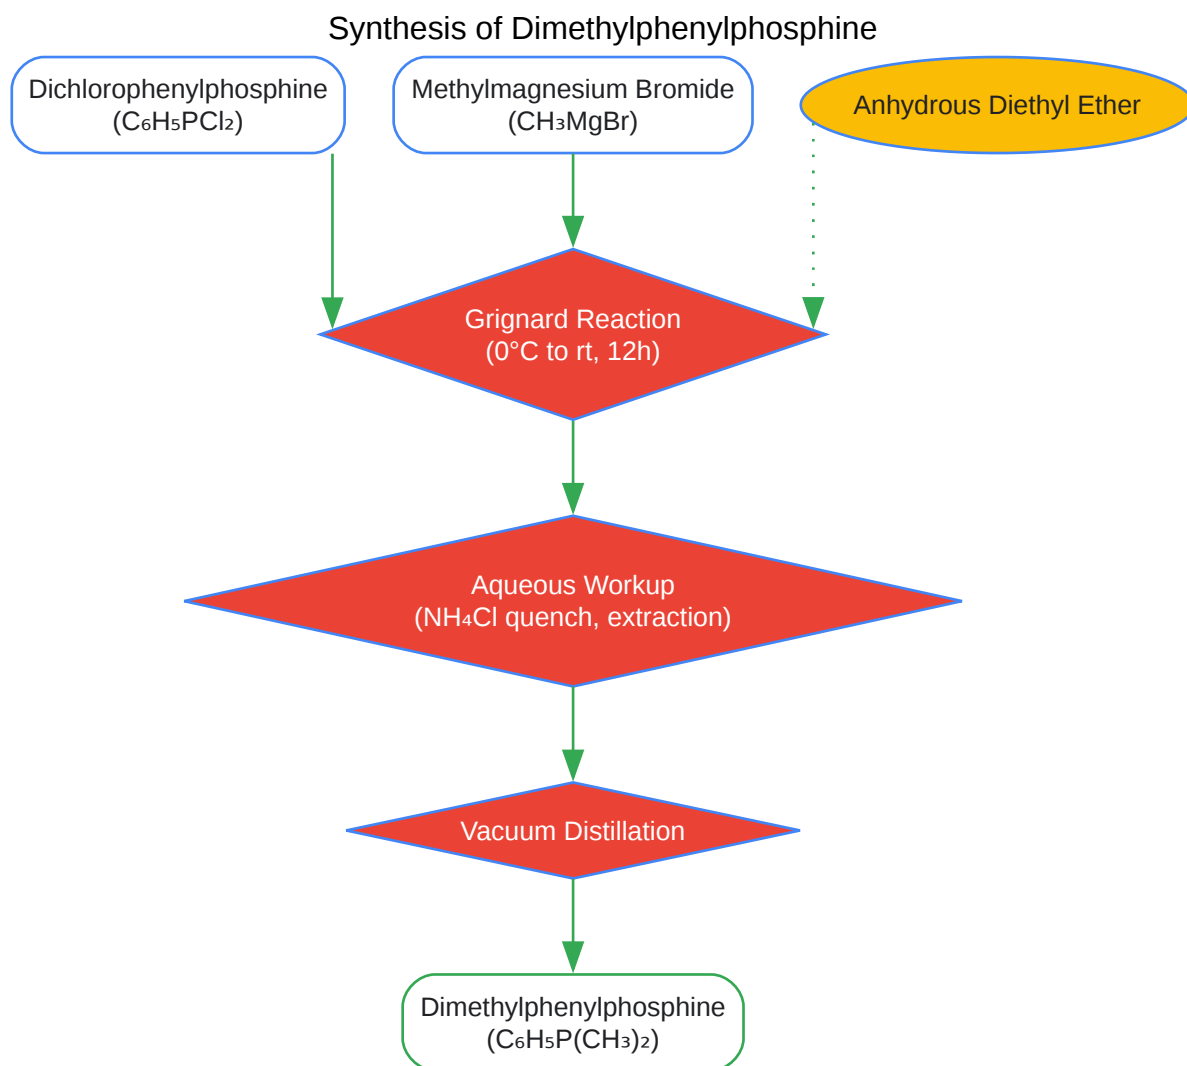 Synthesis of Dimethylphenylphosphine
Dichlorophenylphosphine
(C₆H₅PCl₂)
Methylmagnesium Bromide
(CH₃MgBr)
Anhydrous Diethyl Ether
Grignard Reaction
(0°C to rt, 12h)
Aqueous Workup
(NH₄Cl quench, extraction)
Vacuum Distillation
Dimethylphenylphosphine
(C₆H₅P(CH₃)₂)